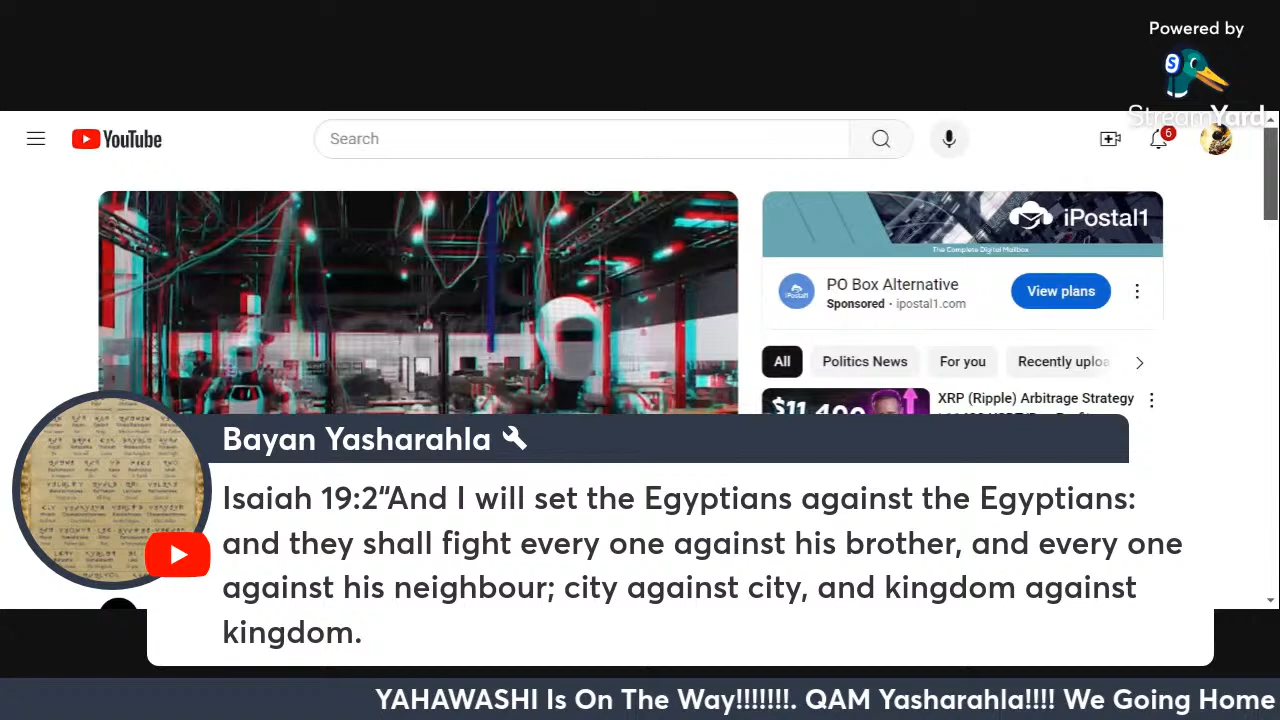 Powered by
StreamYard
YouTube
Search
6
iPostal1
The Complete Digital Mailbox
PO Box Alternative
Sponsored · ipostal1.com
View plans
All
Politics News
For you
Recently uploa
XRP (Ripple) Arbitrage Strategy
Bayan Yasharahla
Isaiah 19:2“And I will set the Egyptians against the Egyptians:
and they shall fight every one against his brother, and every one
against his neighbour; city against city, and kingdom against
kingdom.
YAHAWASHI Is On The Way!!!!!!!. QAM Yasharahla!!!! We Going Home